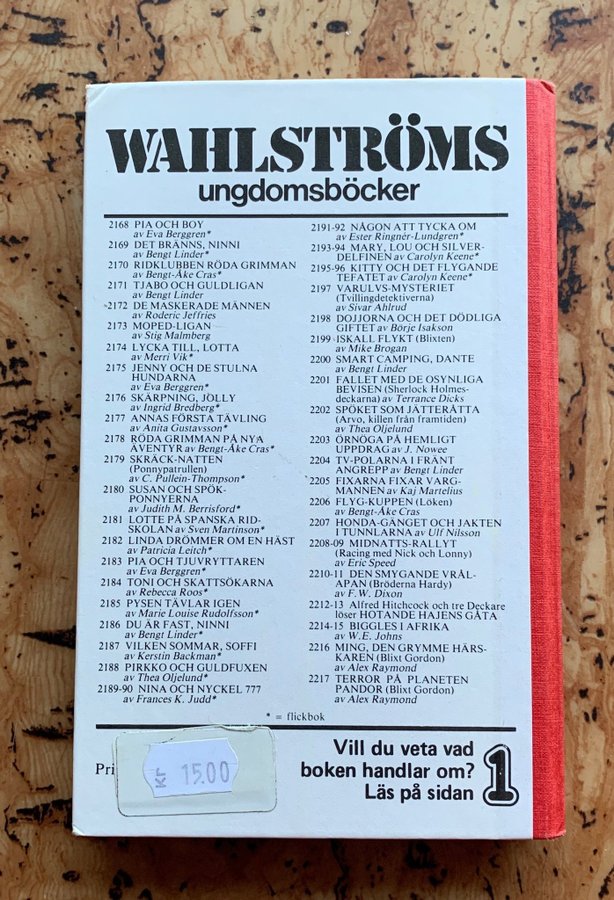 WAHLSTRÖMS
ungdomsböcker
2168 PIA OCH BOY
av Eva Berggren*
2169 DET BRÄNNS, NINNI
av Bengt Linder*
2170 RIDKLUBBEN RÖDA GRIMMAN
av Bengt-Åke Cras*
2171 TJABO OCH GULDLIGAN
av Bengt Linder
2172 DE MASKERADE MÄNNEN
av Roderic Jeffries
2173 MOPED-LIGAN
av Stig Malmberg
2174 LYCKA TILL, LOTTA
av Merri Vik*
2175 JENNY OCH DE STULNA
HUNDARNA
av Eva Berggren*
2176 SKÄRPNING, JOLLY
av Ingrid Bredberg*
2177 ANNAS FÖRSTA TÄVLING
av Anita Gustavsson*
2178 RÖDA GRIMMAN PÅ NYA
ÄVENTYR av Bengt-Åke Cras*
2179 SKRÄCK-NATTEN
(Ponnypatrullen)
av C. Pullein-Thompson*
2180 SUSAN OCH SPÖK-
PONNYERNA
av Judith M. Berrisford*
2181 LOTTE PÅ SPANSKA RID-
SKOLAN av Sven Martinson*
2182 LINDA DRÖMMER OM EN HÄST
av Patricia Leitch*
2183 PIA OCH TJUVRYTTAREN
av Eva Berggren*
2184 TONI OCH SKATTSÖKARNA
av Rebecca Roos*
2185 PYSEN TÄVLAR IGEN
av Marie Louise Rudolfsson*
2186 DU ÄR FAST, NINNI
av Bengt Linder*
2187 VILKEN SOMMAR, SOFFI
av Kerstin Backman*
2188 PIRKKO OCH GULDFUXEN
av Thea Oljelund*
2189-90 NINA OCH NYCKEL 777
av Frances K. Judd*
2191-92 NÅGON ATT TYCKA OM
av Ester Ringnér-Lundgren*
2193-94 MARY, LOU OCH SILVER-
DELFINEN av Carolyn Keene*
2195-96 KITTY OCH DET FLYGANDE
TEFATET av Carolyn Keene*
2197 VARULVS-MYSTERIET
(Tvillingdetektiverna)
av Sivar Ahlrud
2198 DOJJORNA OCH DET DÖDLIGA
GIFTET av Börje Isakson
2199 ISKALL FLYKT (Blixten)
av Mike Brogan
2200 SMART CAMPING, DANTE
av Bengt Linder
2201 FALLET MED DE OSYNLIGA
BEVISEN (Sherlock Holmes-
deckarna) av Terrance Dicks
2202 SPÖKET SOM JÄTTERÅTTA
(Arvo, killen från framtiden)
av Thea Oljelund
2203 ÖRNÖGA PÅ HEMLIGT
UPPDRAG av J. Nowee
2204 TV-POLARNA I FRÄNT
ANGREPP av Bengt Linder
2205 FIXARNA FIXAR VARG-
MANNEN av Kaj Martelius
2206 FLYG-KUPPEN (Löken)
av Bengt-Åke Cras
2207 HONDA-GÄNGET OCH JAKTEN
I TUNNLARNA av Ulf Nilsson
2208-09 MIDNATTS-RALLYT
(Racing med Nick och Lonny)
av Eric Speed
2210-11 DEN SMYGANDE VRÅL-
APAN (Bröderna Hardy)
av F.W. Dixon
2212-13 Alfred Hitchcock och tre Deckare
löser HOTANDE HAJENS GÅTA
2214-15 BIGGLES I AFRIKA
av W.E. Johns
2216 MING, DEN GRYMME HÄRS-
KAREN (Blixt Gordon)
av Alex Raymond
2217 TERROR PÅ PLANETEN
PANDOR (Blixt Gordon)
av Alex Raymond
* = flickbok
Pri
Kr 15.00
Vill du veta vad
boken handlar om?
Läs på sidan 1